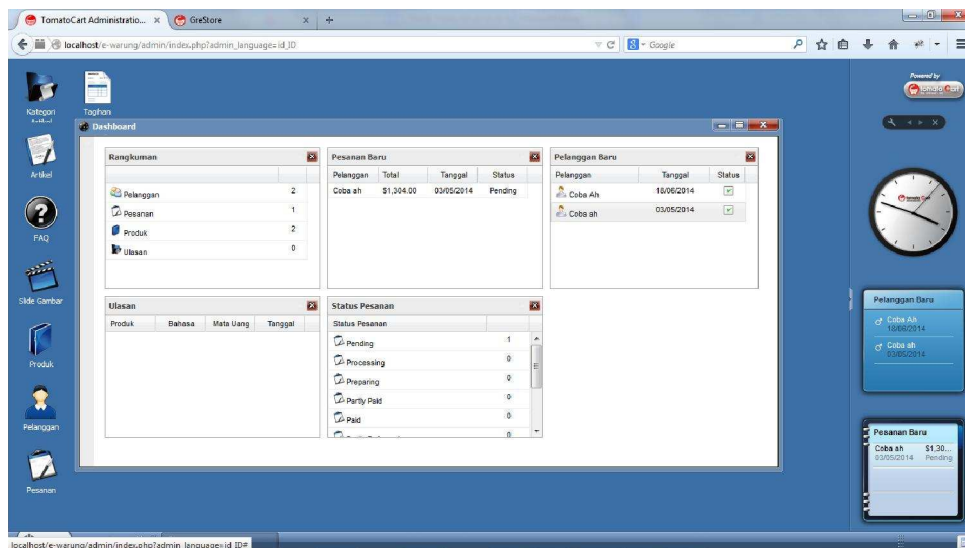 TomatoCart Administratio... ×
GreStore ×
localhost/e-warung/admin/index.php?admin_language=id_ID
Google
Kategori
Tagihan
Artikel
FAQ
Slide Gambar
Produk
Pelanggan
Pesanan
Dashboard
Rangkuman
Pelanggan 2
Pesanan 1
Produk 2
Ulasan 0
Pesanan Baru
Pelanggan Total Tanggal Status
Coba ah $1,304.00 03/05/2014 Pending
Pelanggan Baru
Pelanggan Tanggal Status
Coba Ah 18/06/2014
Coba ah 03/05/2014
Ulasan
Produk Bahasa Mata Uang Tanggal
Status Pesanan
Status Pesanan
Pending 1
Processing 0
Preparing 0
Partly Paid 0
Paid 0
0
Powered by
Tomato Cart
Pelanggan Baru
Coba Ah
18/06/2014
Coba ah
03/05/2014
Pesanan Baru
Coba ah $1,30...
03/05/2014 Pending
localhost/e-warung/admin/index.php?admin_language=id_ID#